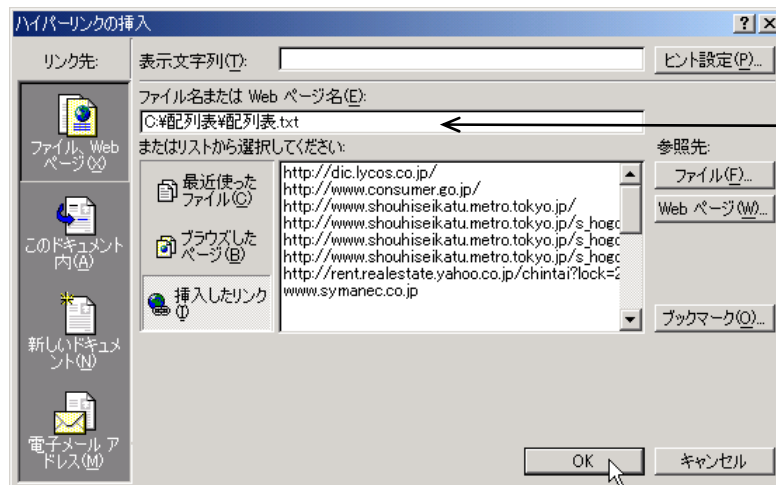 ハイパーリンクの挿入
リンク先:
表示文字列(T):
ヒント設定(P)...
ファイル、Web
ページ(X)
このドキュメント
内(A)
新しいドキュメ
ント(N)
電子メール ア
ドレス(M)
ファイル名または Web ページ名(E):
C:¥配列表¥配列表.txt
またはリストから選択してください:
最近使った
ファイル(C)
ブラウズした
ページ(B)
挿入したリンク
(I)
http://dic.lycos.co.jp/
http://www.consumer.go.jp/
http://www.shouhiseikatu.metro.tokyo.jp/
http://www.shouhiseikatu.metro.tokyo.jp/s_hogo
http://www.shouhiseikatu.metro.tokyo.jp/s_hogo
http://www.shouhiseikatu.metro.tokyo.jp/s_hogo
http://rent.realestate.yahoo.co.jp/chintai?lock=2
www.symanec.co.jp
参照先:
ファイル(F)...
Web ページ(W)...
ブックマーク(O)...
OK
キャンセル